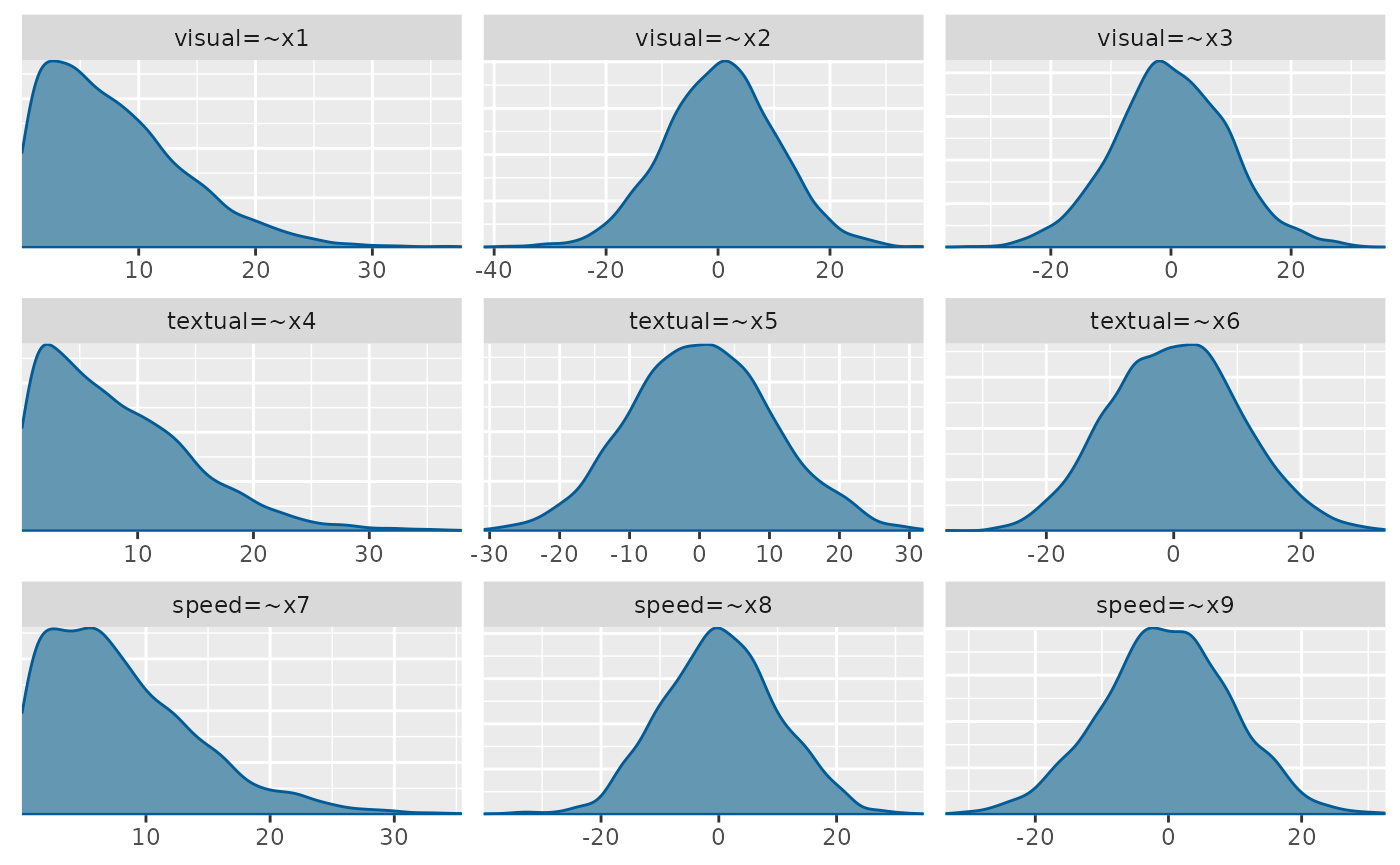 visual=~x1 visual=~x2 visual=~x3
10 20 30 -40 -20 0 20 -20 0 20
textual=~x4 textual=~x5 textual=~x6
10 20 30 -30 -20 -10 0 10 20 30 -20 0 20
speed=~x7 speed=~x8 speed=~x9
10 20 30 -20 0 20 -20 0 20